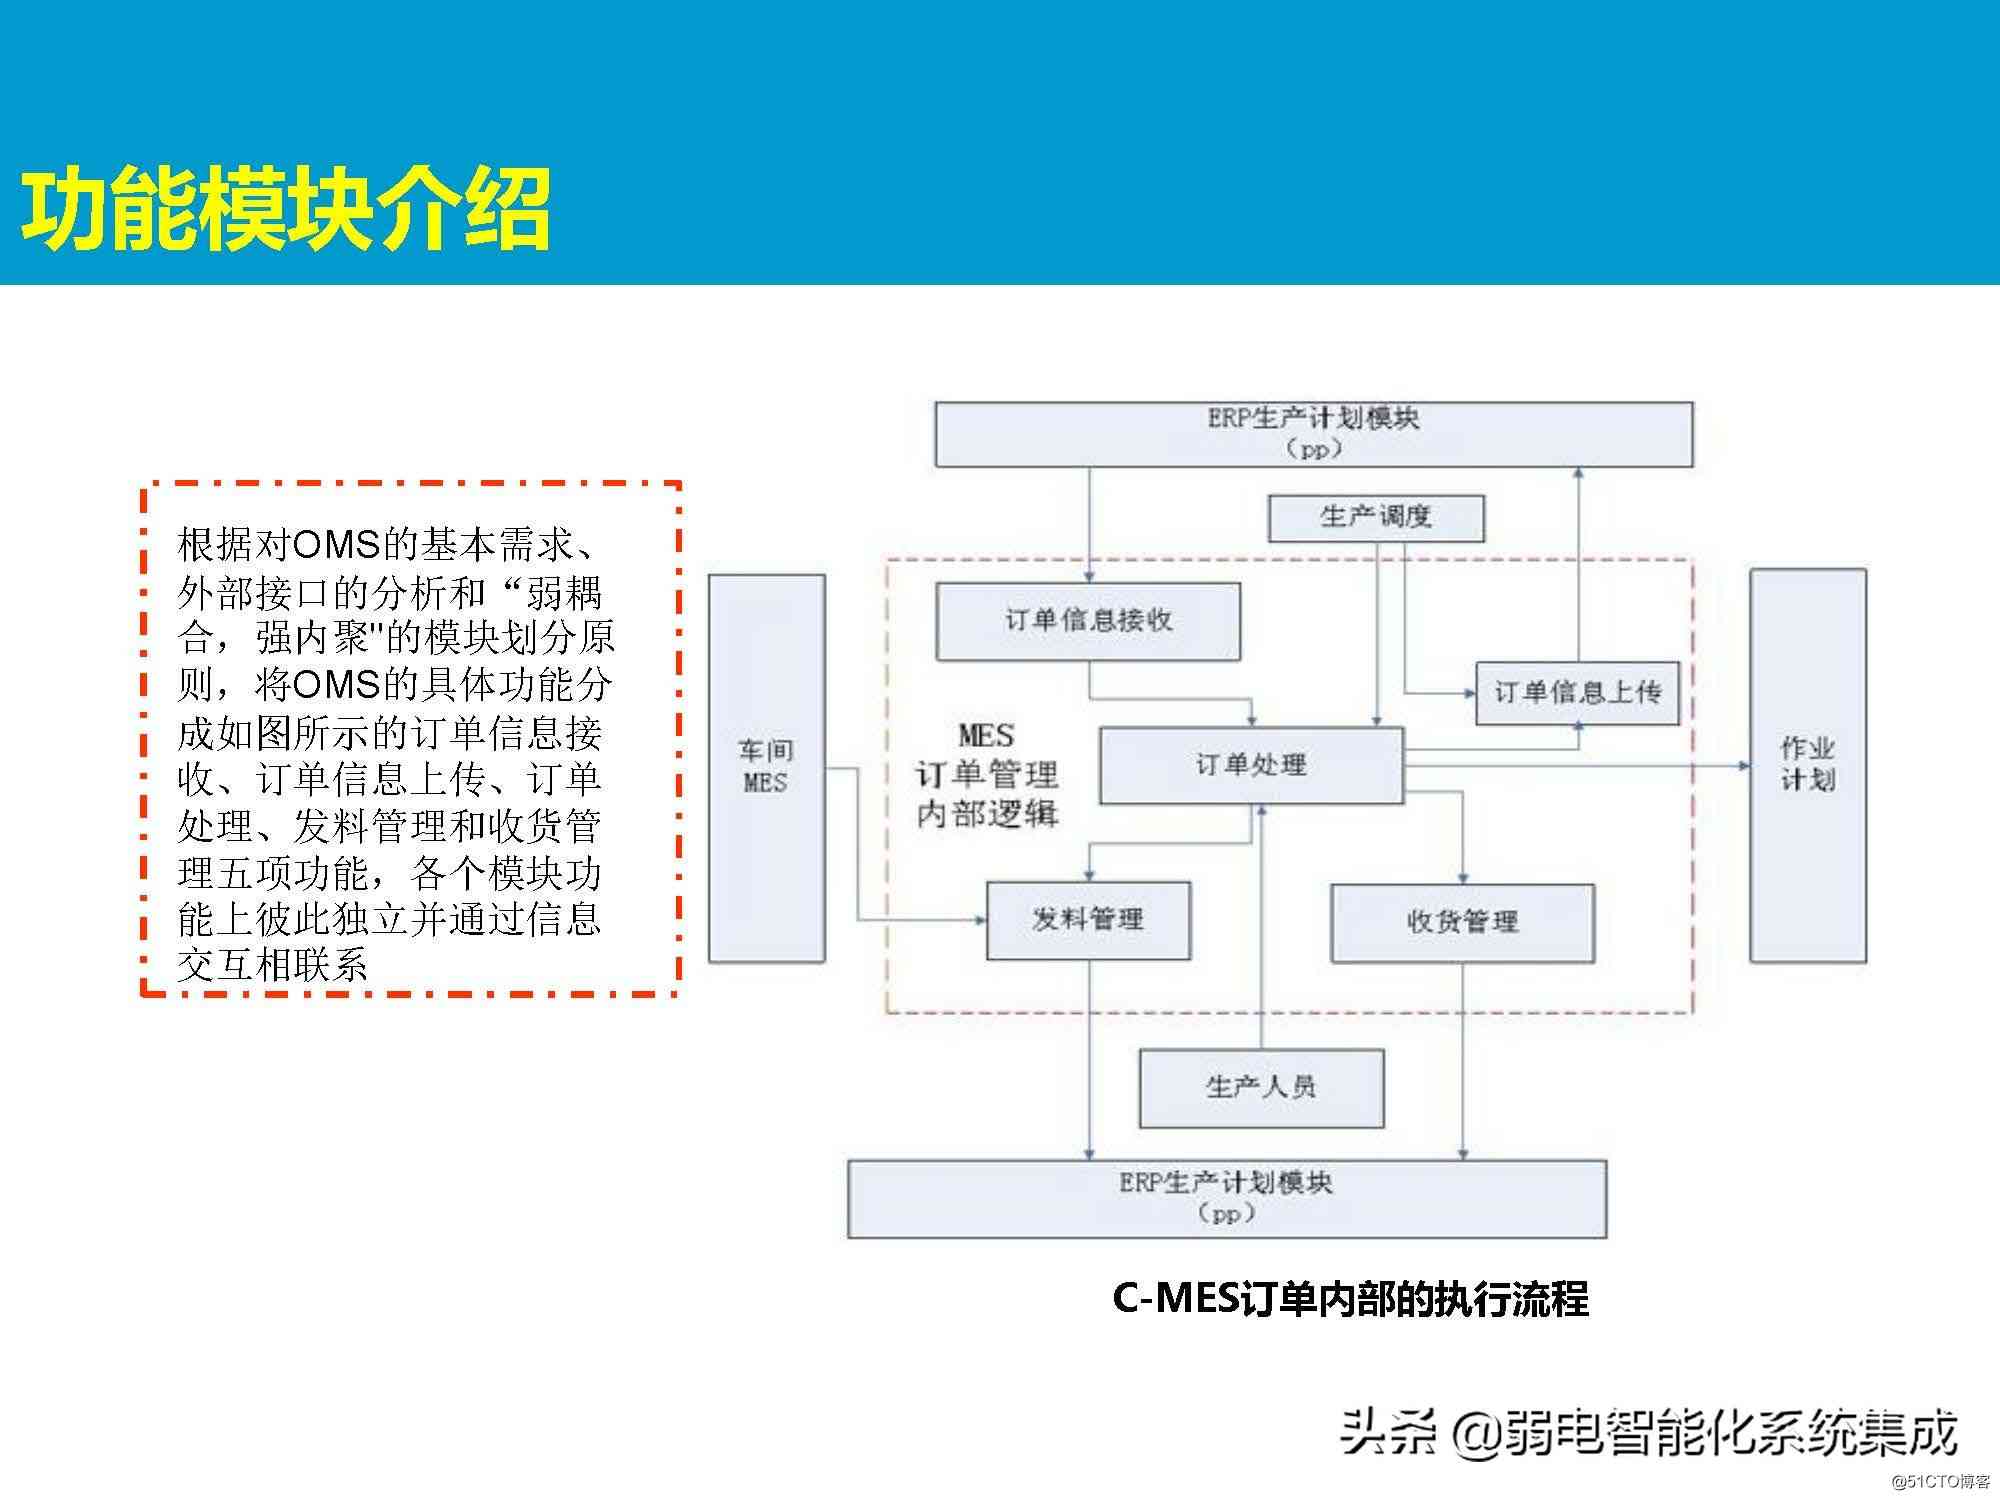 功能模块介绍
根据对OMS的基本需求、
外部接口的分析和“弱耦
合，强内聚"的模块划分原
则，将OMS的具体功能分
成如图所示的订单信息接
收、订单信息上传、订单
处理、发料管理和收货管
理五项功能，各个模块功
能上彼此独立并通过信息
交互相联系
ERP生产计划模块
（pp）
生产调度
订单信息接收
订单信息上传
车间
MES
MES
订单管理
内部逻辑
订单处理
作业
计划
发料管理
收货管理
生产人员
ERP生产计划模块
（pp）
C-MES订单内部的执行流程
头条 @弱电智能化系统集成
@51CTO博客